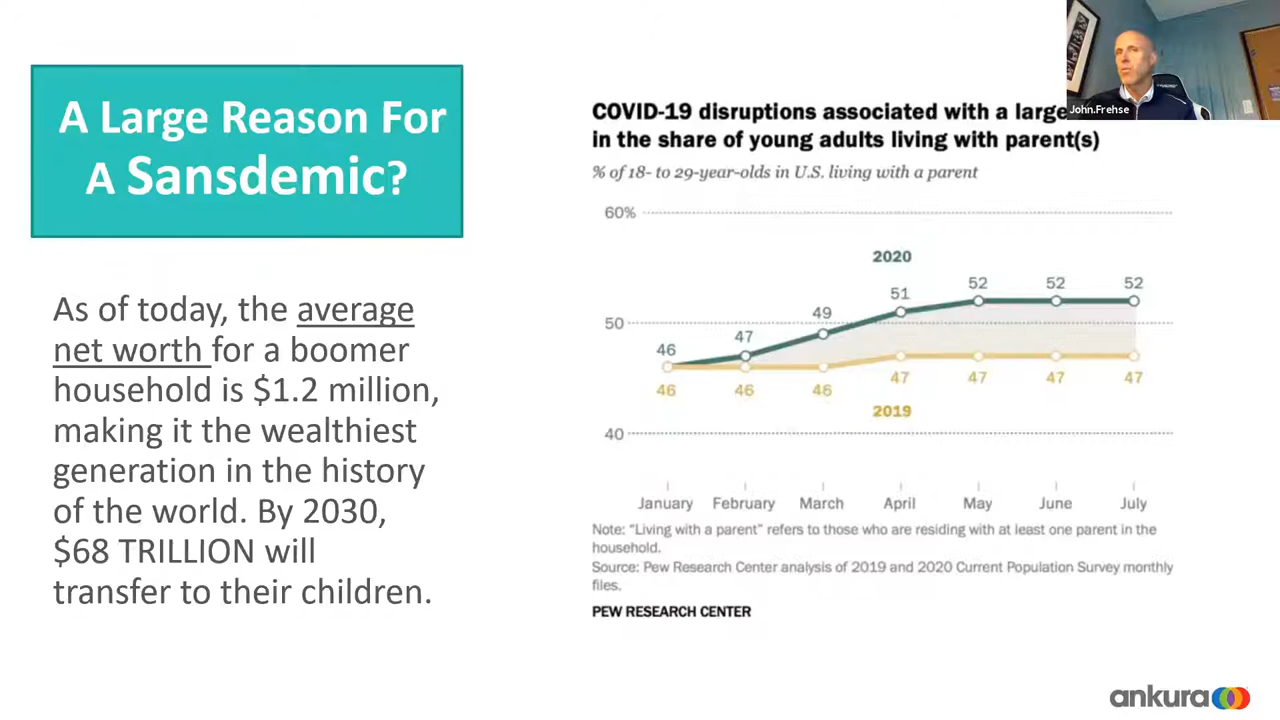 A Large Reason For
A Sansdemic?
As of today, the average
net worth for a boomer
household is $1.2 million,
making it the wealthiest
generation in the history
of the world. By 2030,
$68 TRILLION will
transfer to their children.
John.Frehse
COVID-19 disruptions associated with a large
in the share of young adults living with parent(s)
% of 18- to 29-year-olds in U.S. living with a parent
60%
2020
46 47 49 51 52 52 52
50
46 46 46 47 47 47 47
2019
40
January February March April May June July
Note: “Living with a parent” refers to those who are residing with at least one parent in the
household.
Source: Pew Research Center analysis of 2019 and 2020 Current Population Survey monthly
files.
PEW RESEARCH CENTER
ankura